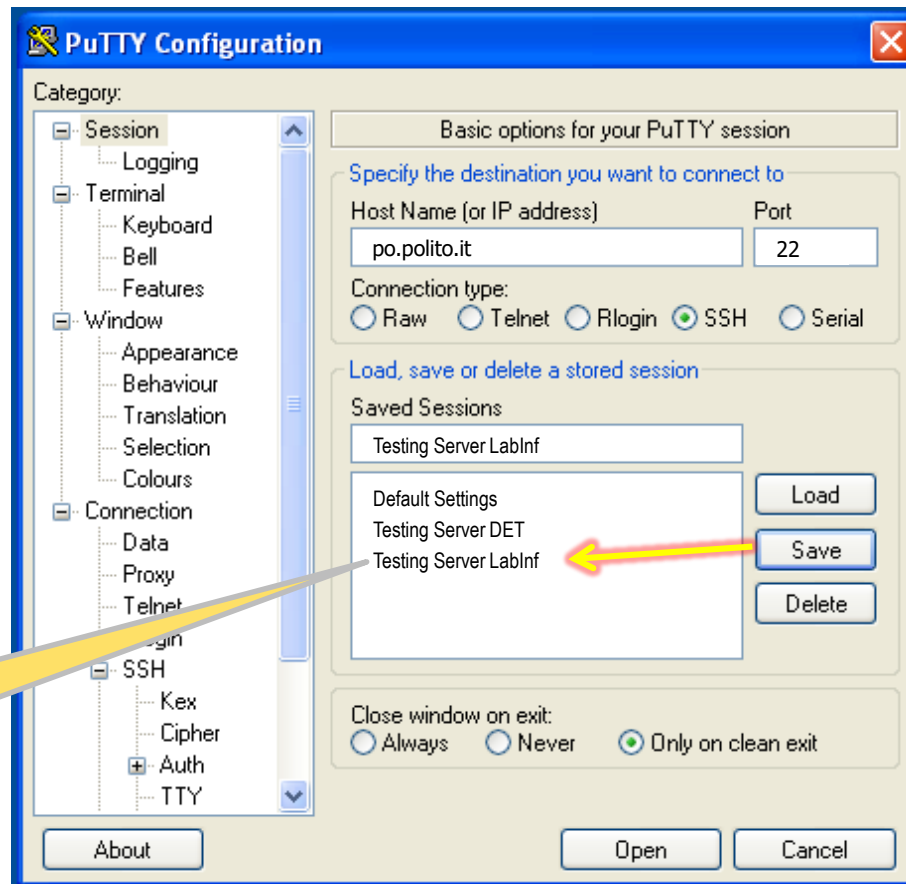 PuTTY Configuration
Category:
Session
Logging
Terminal
Keyboard
Bell
Features
Window
Appearance
Behaviour
Translation
Selection
Colours
Connection
Data
Proxy
Telnet
SSH
Kex
Cipher
Auth
TTY
About
Basic options for your PuTTY session
Specify the destination you want to connect to
Host Name (or IP address) Port
po.polito.it 22
Connection type:
Raw Telnet Rlogin SSH Serial
Load, save or delete a stored session
Saved Sessions
Testing Server LabInf
Default Settings
Testing Server DET
Testing Server LabInf
Load
Save
Delete
Close window on exit:
Always Never Only on clean exit
Open Cancel